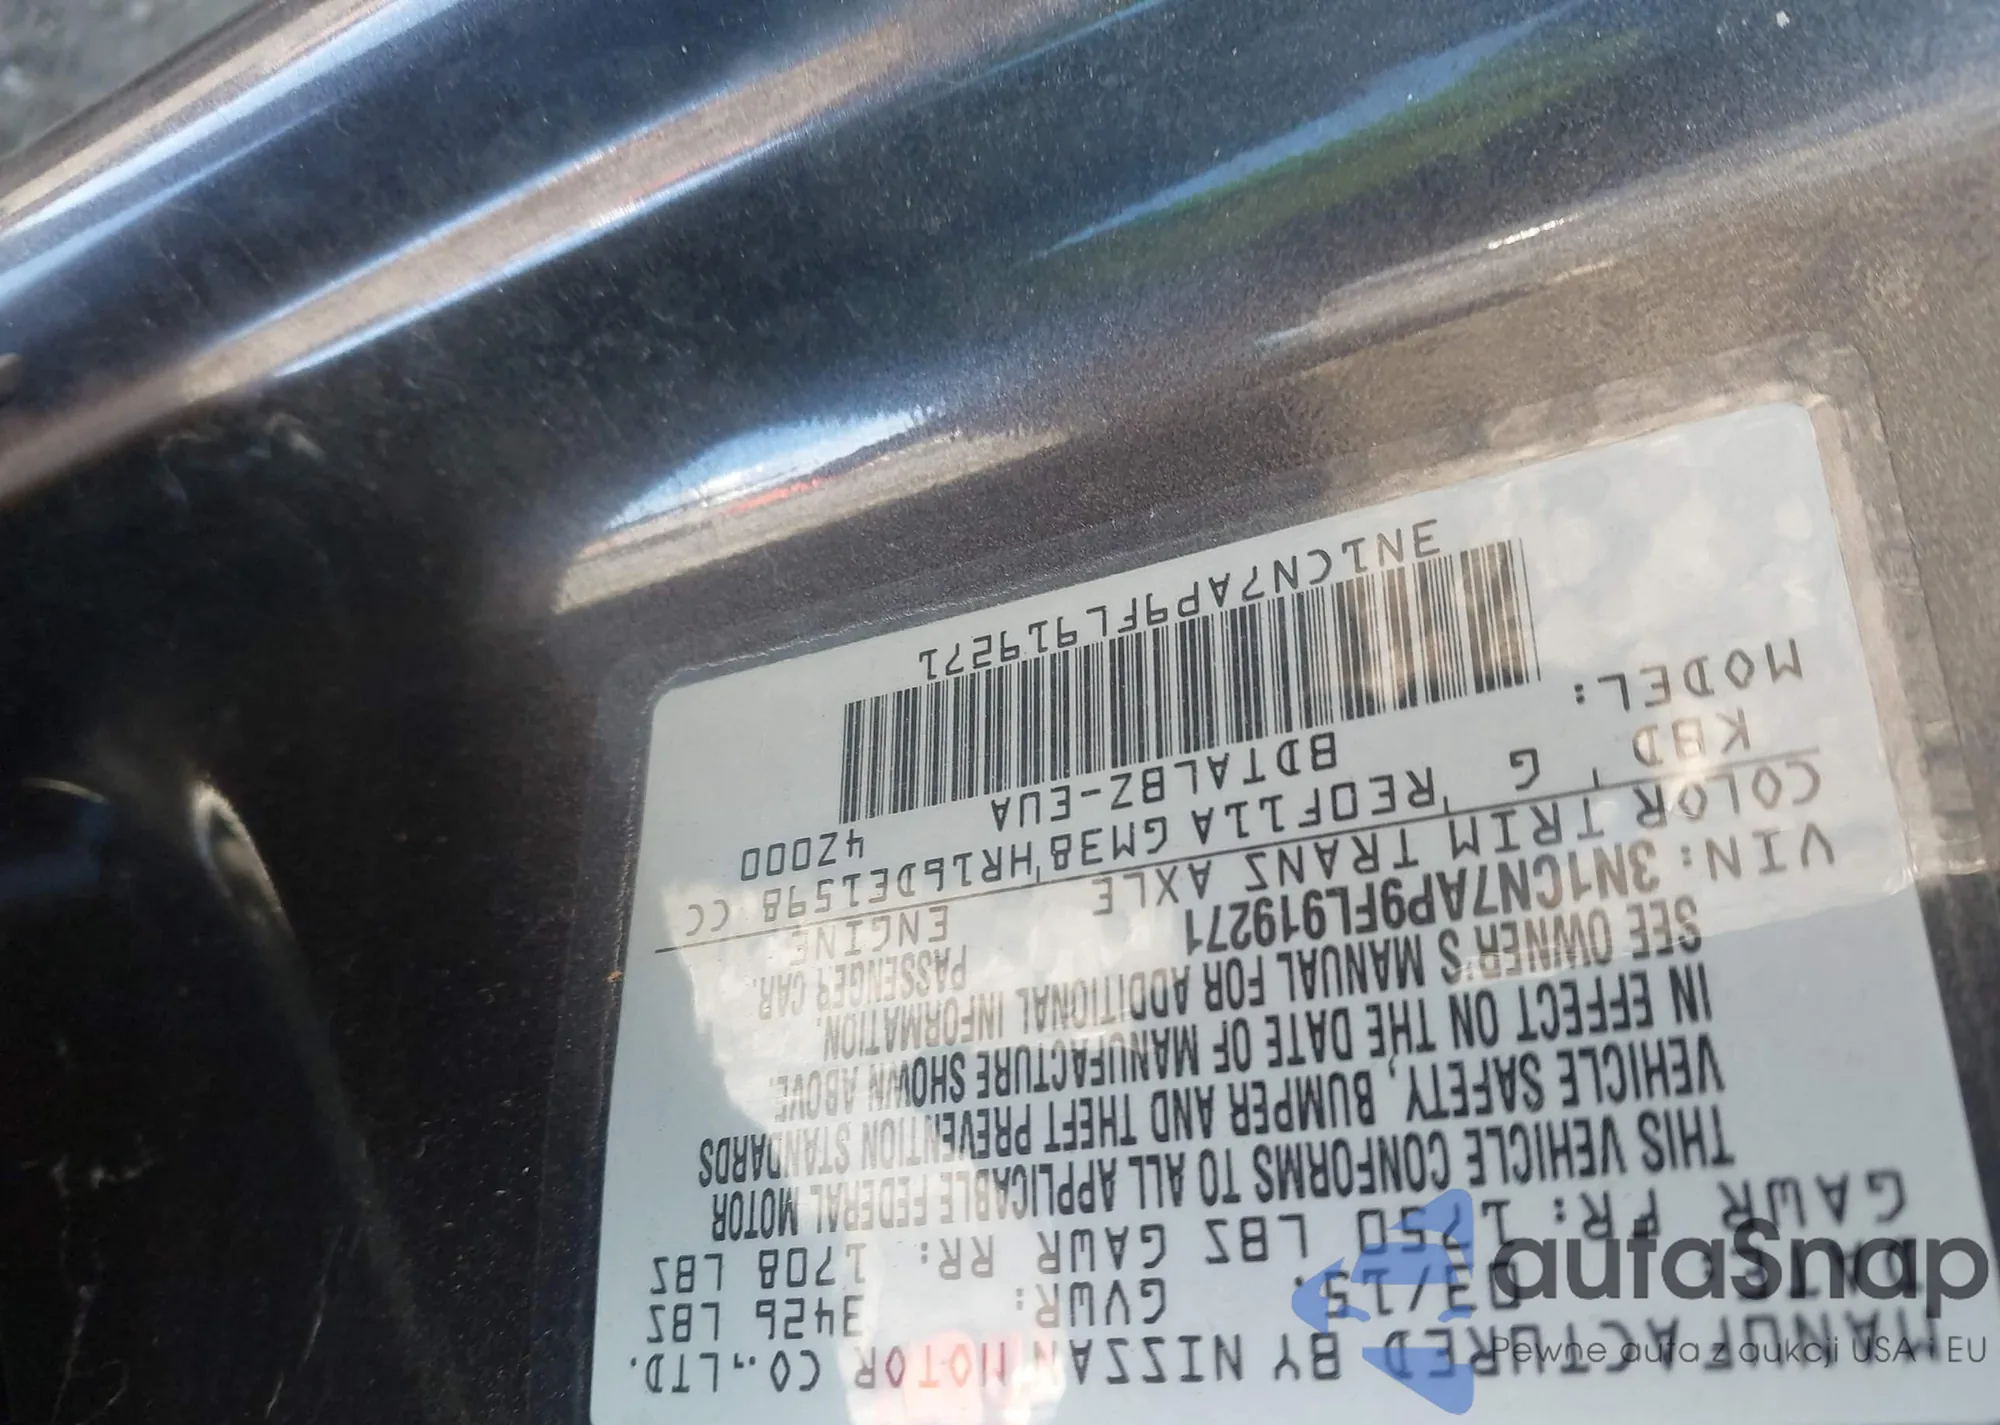 MANUFACTURED BY NISSAN MOTOR CO., LTD.
DATE: 03/15. GVWR: 3426 LBS
GAWR FR: 1750 LBS GAWR RR: 1708 LBS
THIS VEHICLE CONFORMS TO ALL APPLICABLE FEDERAL MOTOR
VEHICLE SAFETY, BUMPER AND THEFT PREVENTION STANDARDS
IN EFFECT ON THE DATE OF MANUFACTURE SHOWN ABOVE.
SEE OWNER'S MANUAL FOR ADDITIONAL INFORMATION.
VIN: 3N1CN7AP9FL919271 PASSENGER CAR.
COLOR TRIM TRANS AXLE ENGINE
KBD G RE0F11A GM38 HR16DE1598 CC
MODEL: BDTALBZ-EUA 42000
3N1CN7AP9FL919271
autaSnap
Pewne auta z aukcji USA i EU